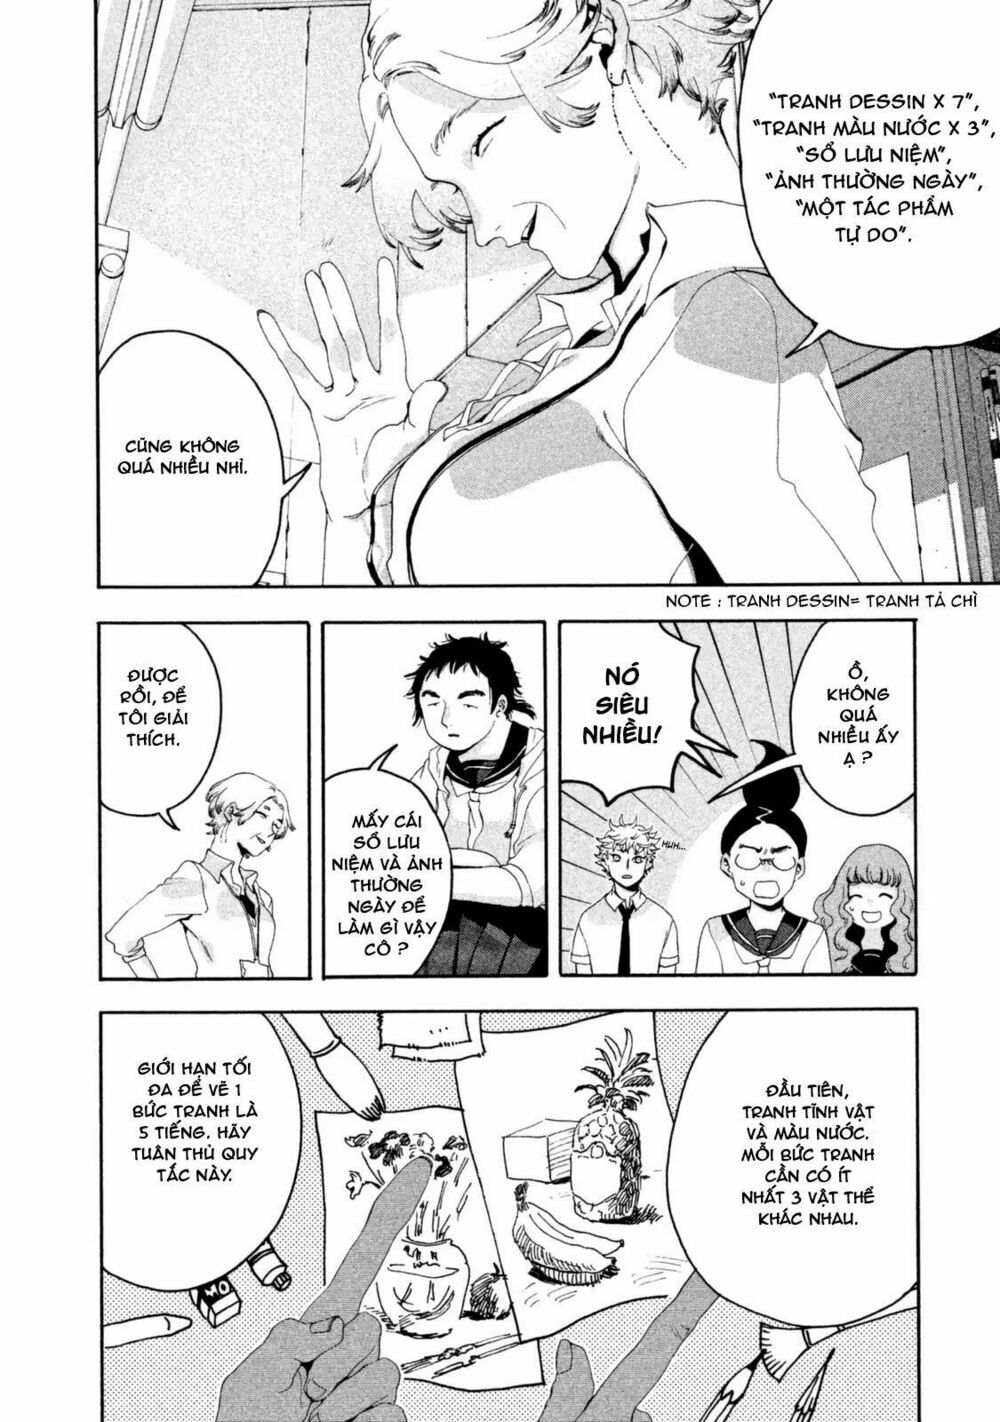 "TRANH DESSIN X 7",
"TRANH MÀU NƯỚC X 3",
"SỔ LƯU NIỆM",
"ẢNH THƯỜNG NGÀY",
"MỘT TÁC PHẨM
TỰ DO".
CŨNG KHÔNG
QUÁ NHIỀU NHỈ.
NOTE : TRANH DESSIN= TRANH TẢ CHÌ
Ồ,
KHÔNG
QUÁ
NHIỀU ẤY
Ạ ?
NÓ
SIÊU
NHIỀU!
HUH...
MẤY CÁI
SỔ LƯU
NIỆM VÀ ẢNH
THƯỜNG
NGÀY ĐỂ
LÀM GÌ VẬY
CÔ ?
ĐƯỢC
RỒI, ĐỂ
TÔI GIẢI
THÍCH.
ĐẦU TIÊN,
TRANH TĨNH VẬT
VÀ MÀU NƯỚC.
MỖI BỨC TRANH
CẦN CÓ ÍT
NHẤT 3 VẬT THỂ
KHÁC NHAU.
GIỚI HẠN TỐI
ĐA ĐỂ VẼ 1
BỨC TRANH LÀ
5 TIẾNG. HÃY
TUÂN THỦ QUY
TẮC NÀY.
MO